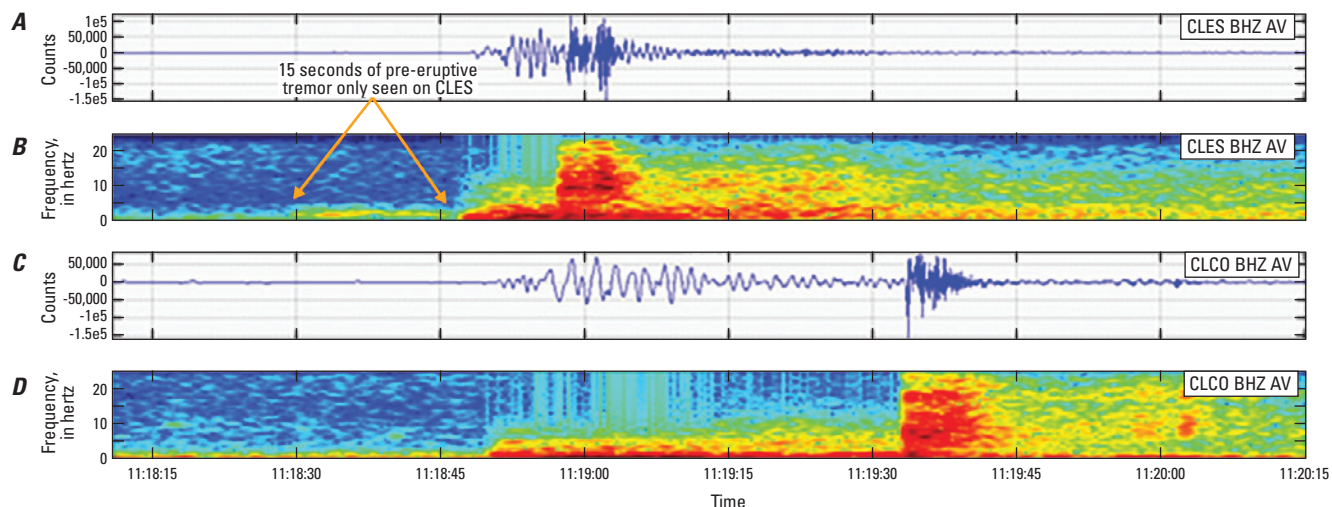 A
Counts
1e5
50,000
0
-50,000
-1e5
-1.5e5
CLES BHZ AV
15 seconds of pre-eruptive
tremor only seen on CLES
B
Frequency,
in hertz
20
10
0
CLES BHZ AV
C
Counts
50,000
0
-50,000
-1e5
-1.5e5
CLCO BHZ AV
D
Frequency,
in hertz
20
10
0
CLCO BHZ AV
11:18:15 11:18:30 11:18:45 11:19:00 11:19:15 11:19:30 11:19:45 11:20:00 11:20:15
Time